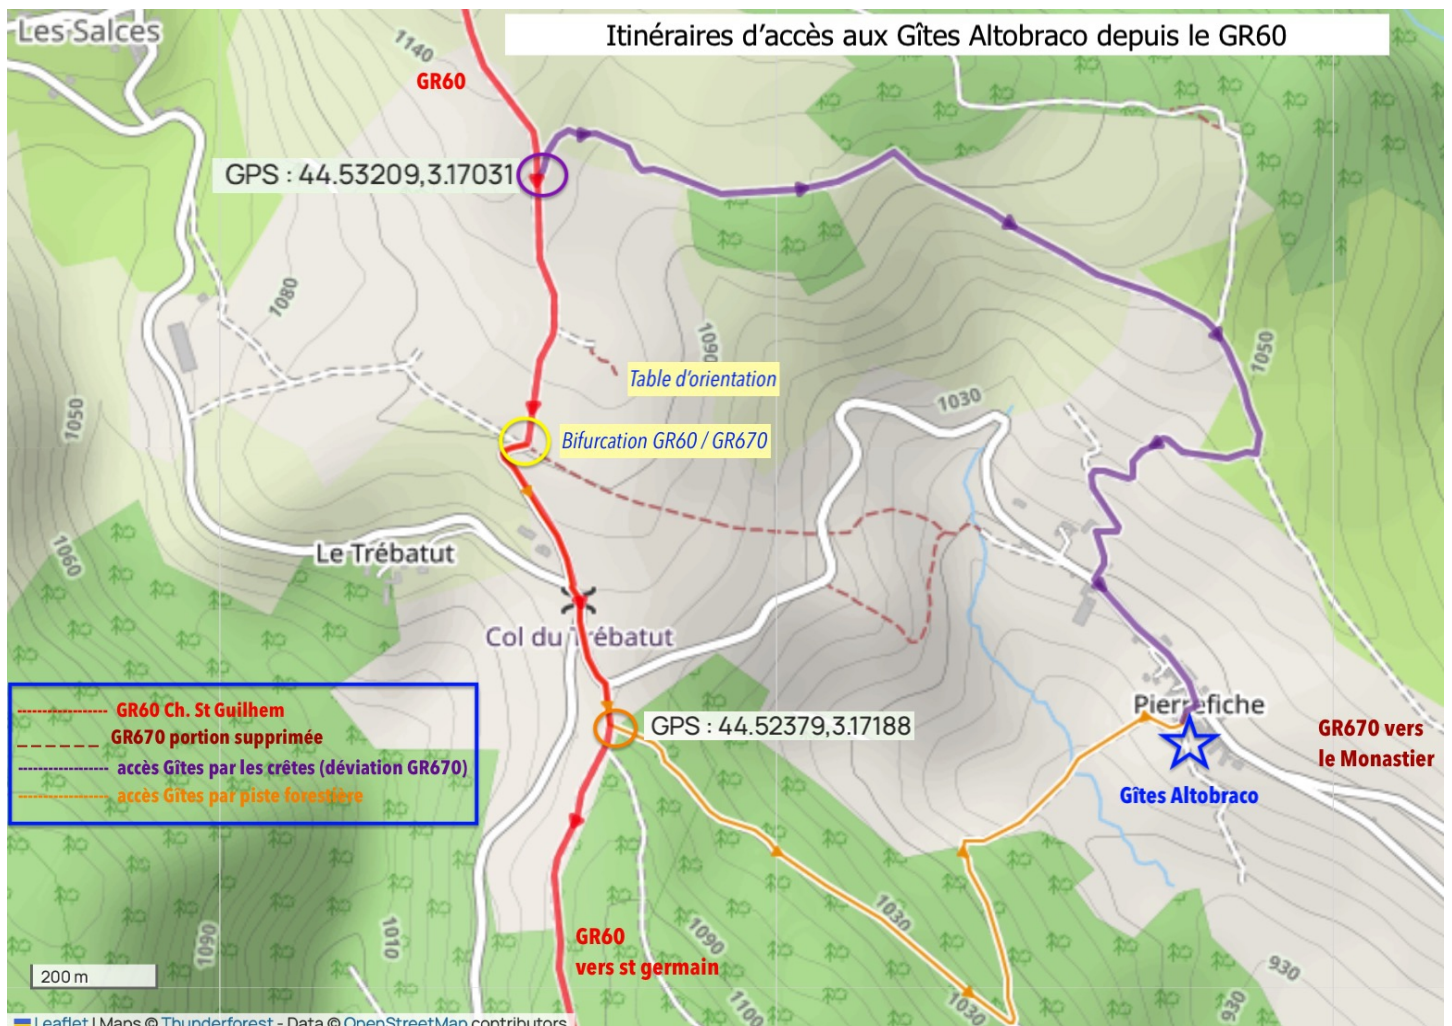 Les Salces
Itinéraires d’accès aux Gîtes Altobraco depuis le GR60
1140
GR60
GPS : 44.53209,3.17031
1080
1060
1050
Table d’orientation
1030
1050
Bifurcation GR60 / GR670
1060
Le Trébatut
Col du Trébatut
GR60 Ch. St Guilhem
GR670 portion supprimée
accès Gîtes par les crêtes (déviation GR670)
accès Gîtes par piste forestière
GPS : 44.52379,3.17188
Pierrefiche
GR670 vers
le Monastier
Gîtes Altobraco
1090
1010
1030
1090
GR60
vers st germain
930
200 m
1100
1030
930
Leaflet | Maps © Thunderforest - Data © OpenStreetMap contributors